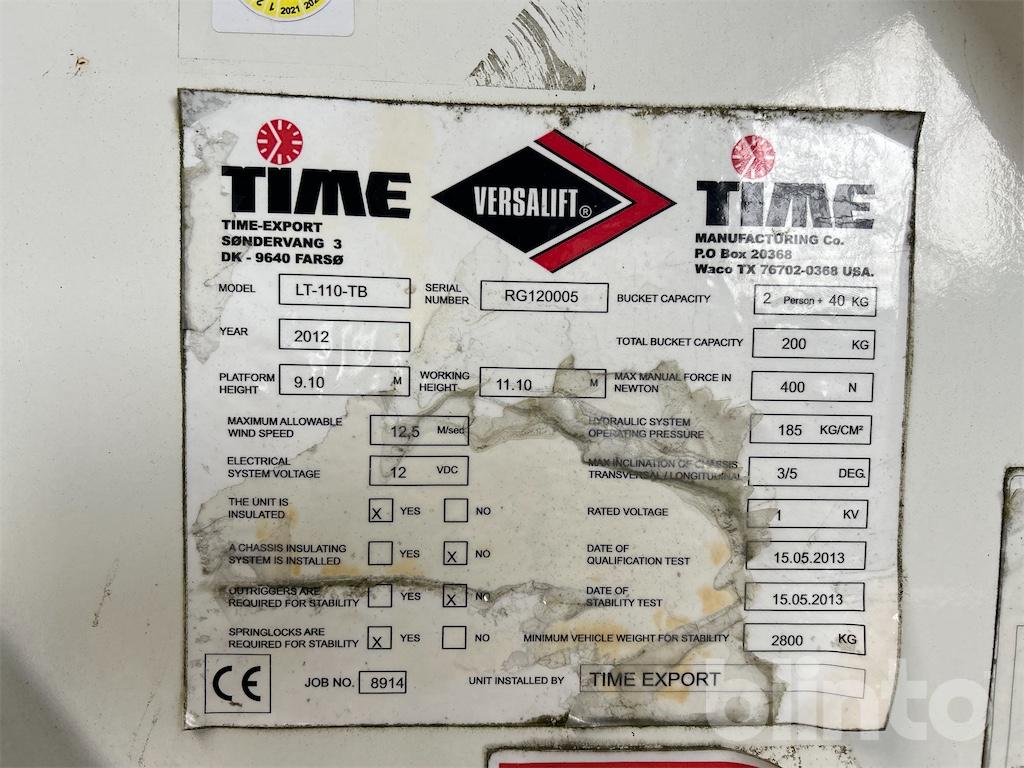 2 1 2021 202
TIME
TIME-EXPORT
SØNDERVANG 3
DK - 9640 FARSØ
VERSALIFT®
TIME
MANUFACTURING Co.
P.O Box 20368
Waco TX 76702-0368 USA.
MODEL LT-110-TB SERIAL NUMBER RG120005 BUCKET CAPACITY 2 Person + 40 KG
YEAR 2012 TOTAL BUCKET CAPACITY 200 KG
PLATFORM HEIGHT 9.10 M WORKING HEIGHT 11.10 M MAX MANUAL FORCE IN NEWTON 400 N
MAXIMUM ALLOWABLE WIND SPEED 12,5 M/sec HYDRAULIC SYSTEM OPERATING PRESSURE 185 KG/CM²
ELECTRICAL SYSTEM VOLTAGE 12 VDC MAX INCLINATION OF CHASSIS TRANSVERSAL / LONGITUDINAL 3/5 DEG.
THE UNIT IS INSULATED X YES NO RATED VOLTAGE 1 KV
A CHASSIS INSULATING SYSTEM IS INSTALLED YES X NO DATE OF QUALIFICATION TEST 15.05.2013
OUTRIGGERS ARE REQUIRED FOR STABILITY YES X NO DATE OF STABILITY TEST 15.05.2013
SPRINGLOCKS ARE REQUIRED FOR STABILITY X YES NO MINIMUM VEHICLE WEIGHT FOR STABILITY 2800 KG
CE JOB NO. 8914 UNIT INSTALLED BY TIME EXPORT
blinto